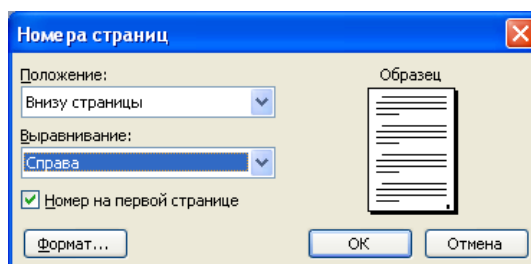 Номера страниц
Положение:
Образец
Внизу страницы
Выравнивание:
Справа
Номер на первой странице
Формат...
ОК
Отмена